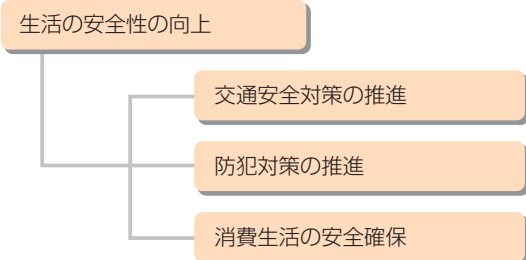 生活の安全性の向上
交通安全対策の推進
防犯対策の推進
消費生活の安全確保